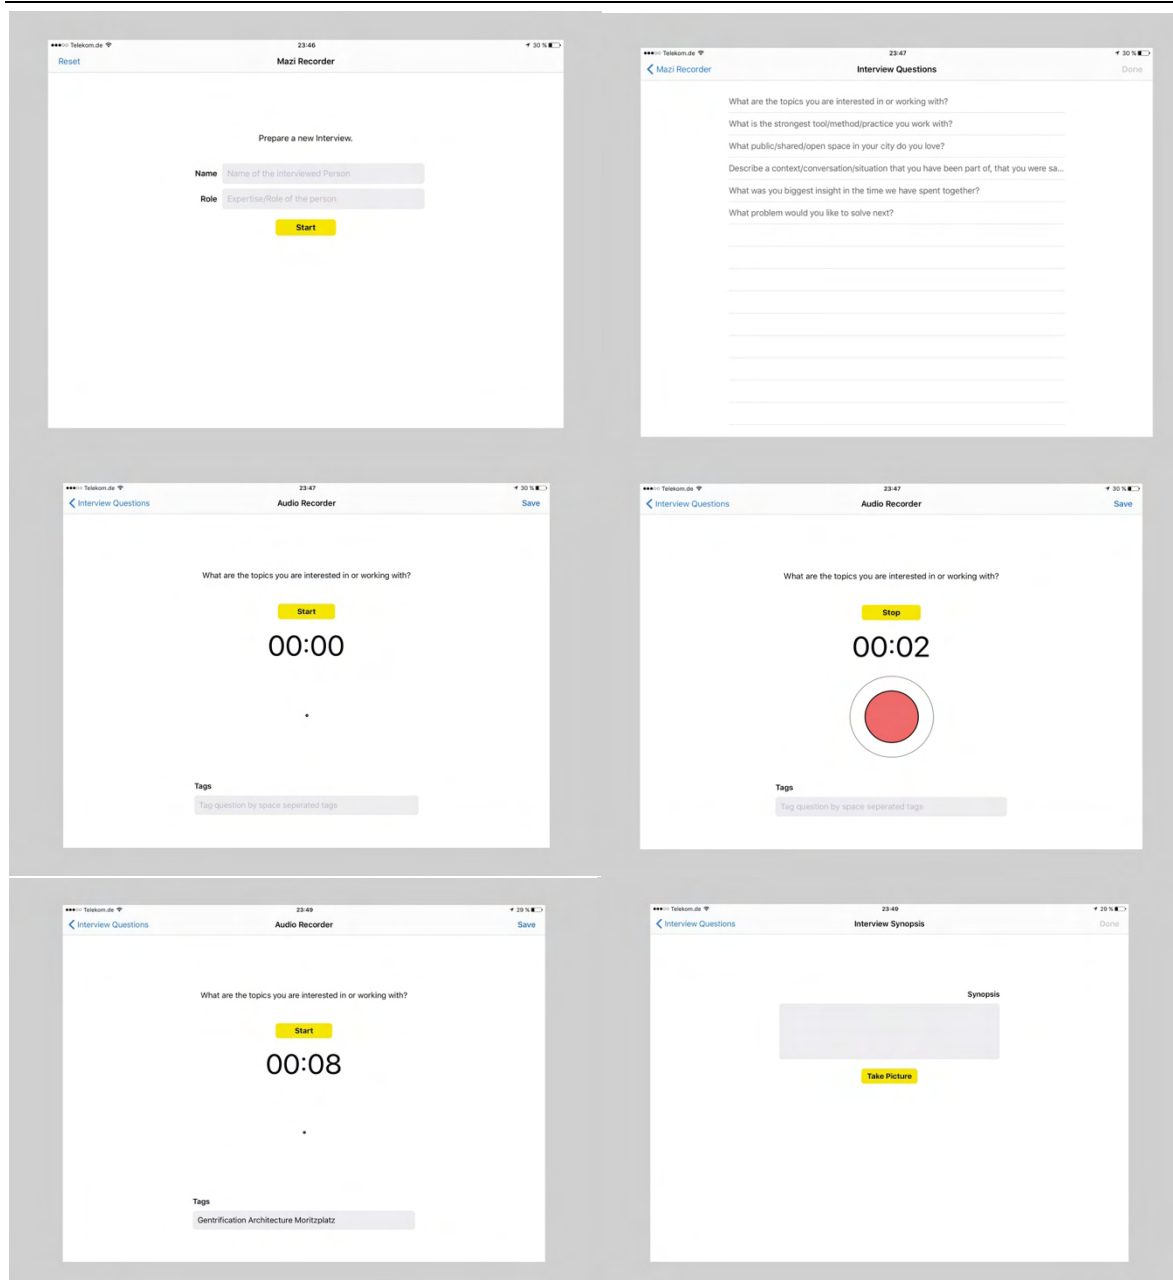 Telekom.de 23:46 30 %
Reset Mazi Recorder
Prepare a new Interview.
Name Name of the interviewed Person
Role Expertise/Role of the person
Start
Telekom.de 23:47 30 %
Mazi Recorder Interview Questions Done
What are the topics you are interested in or working with?
What is the strongest tool/method/practice you work with?
What public/shared/open space in your city do you love?
Describe a context/conversation/situation that you have been part of, that you were sa...
What was you biggest insight in the time we have spent together?
What problem would you like to solve next?
Telekom.de 23:47 30 %
Interview Questions Audio Recorder Save
What are the topics you are interested in or working with?
Start
00:00
Tags
Tag question by space seperated tags
Telekom.de 23:47 30 %
Interview Questions Audio Recorder Save
What are the topics you are interested in or working with?
Stop
00:02
Tags
Tag question by space seperated tags
Telekom.de 23:49 29 %
Interview Questions Audio Recorder Save
What are the topics you are interested in or working with?
Start
00:08
Tags
Gentrification Architecture Moritzplatz
Telekom.de 23:49 29 %
Interview Questions Interview Synopsis Done
Synopsis
Take Picture